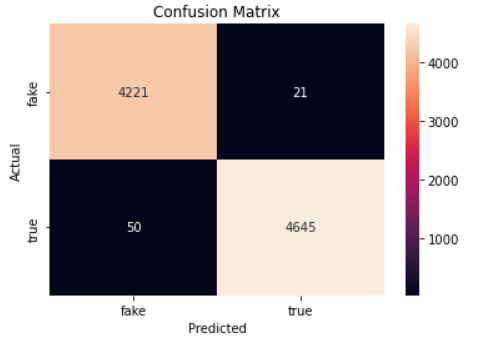 Confusion Matrix
Actual
fake
4221
21
true
50
4645
fake
true
Predicted
4000
3000
2000
1000